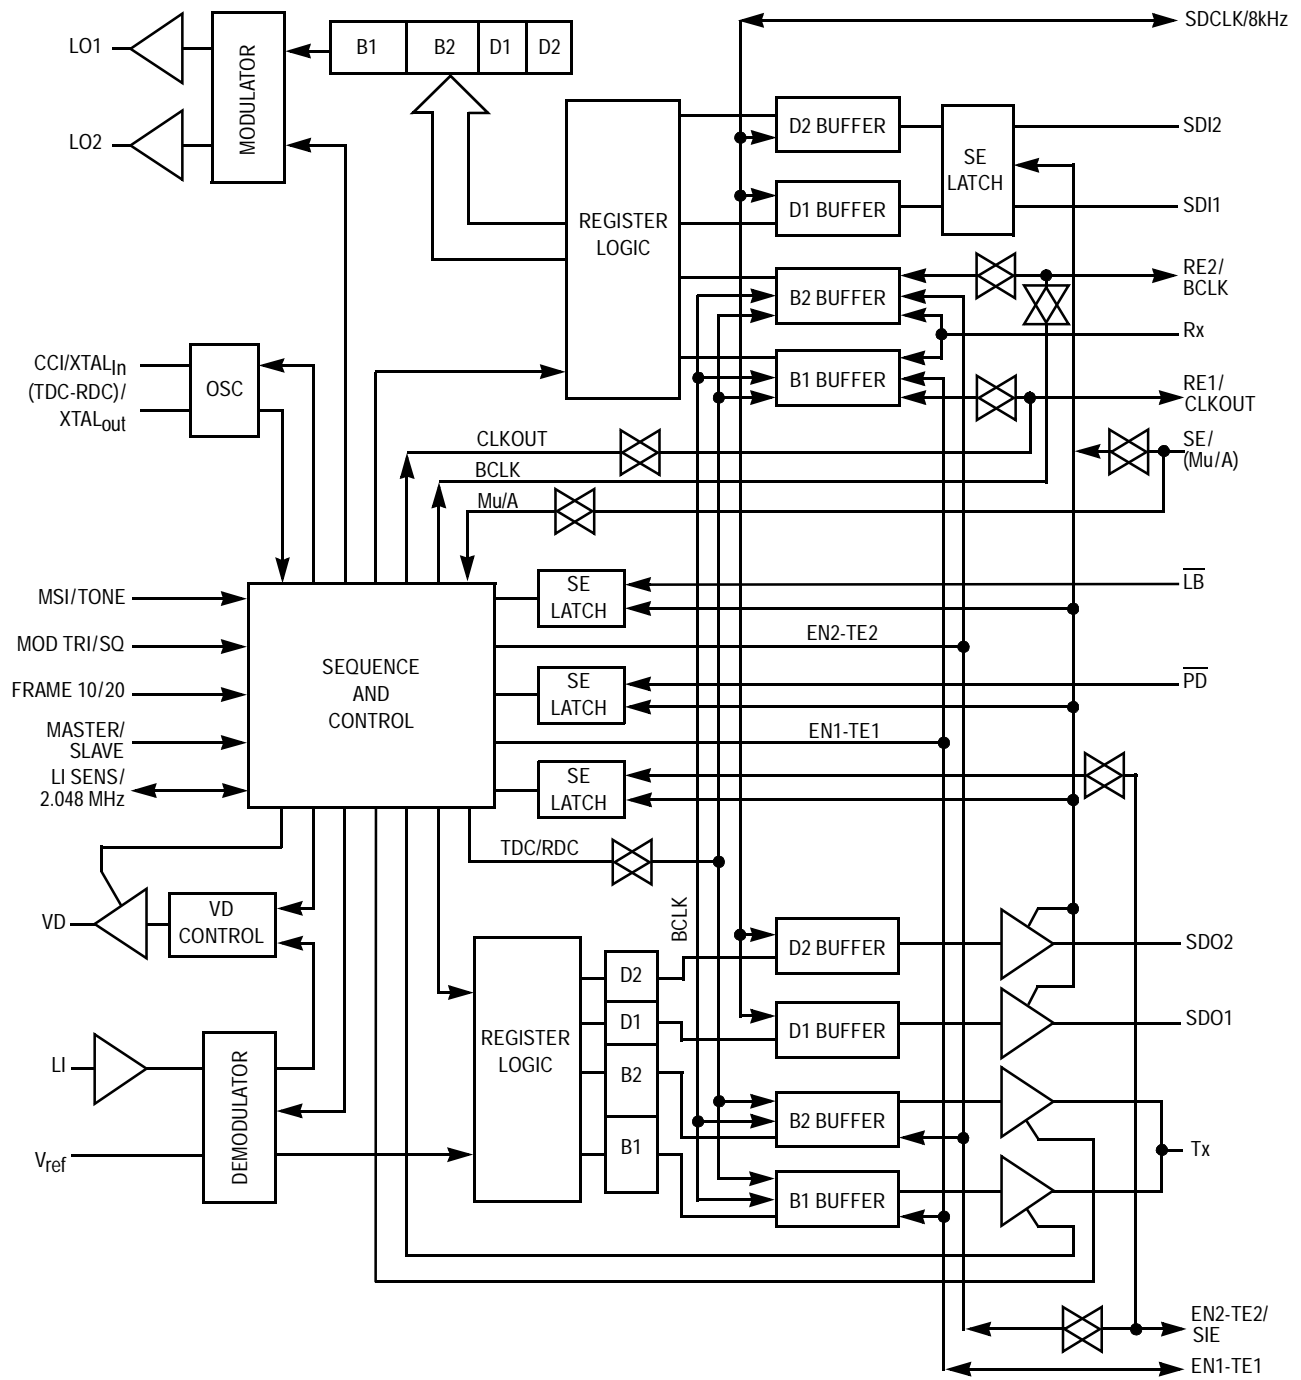 SDCLK/8kHz
LO1
MODULATOR
B1
B2
D1
D2
LO2
D2 BUFFER
SE
LATCH
SDI2
D1 BUFFER
SDI1
REGISTER
LOGIC
B2 BUFFER
RE2/
BCLK
Rx
B1 BUFFER
RE1/
CLKOUT
CCI/XTALIn
(TDC-RDC)/
XTALout
OSC
CLKOUT
SE/
(Mu/A)
BCLK
Mu/A
MSI/TONE
MOD TRI/SQ
FRAME 10/20
MASTER/
SLAVE
LI SENS/
2.048 MHz
SEQUENCE
AND
CONTROL
SE
LATCH
LB
EN2-TE2
SE
LATCH
PD
EN1-TE1
SE
LATCH
TDC/RDC
VD
VD
CONTROL
BCLK
D2 BUFFER
SDO2
D2
REGISTER
LOGIC
D1
D1 BUFFER
SDO1
LI
DEMODULATOR
B2
B2 BUFFER
Vref
B1
Tx
B1 BUFFER
EN2-TE2/
SIE
EN1-TE1